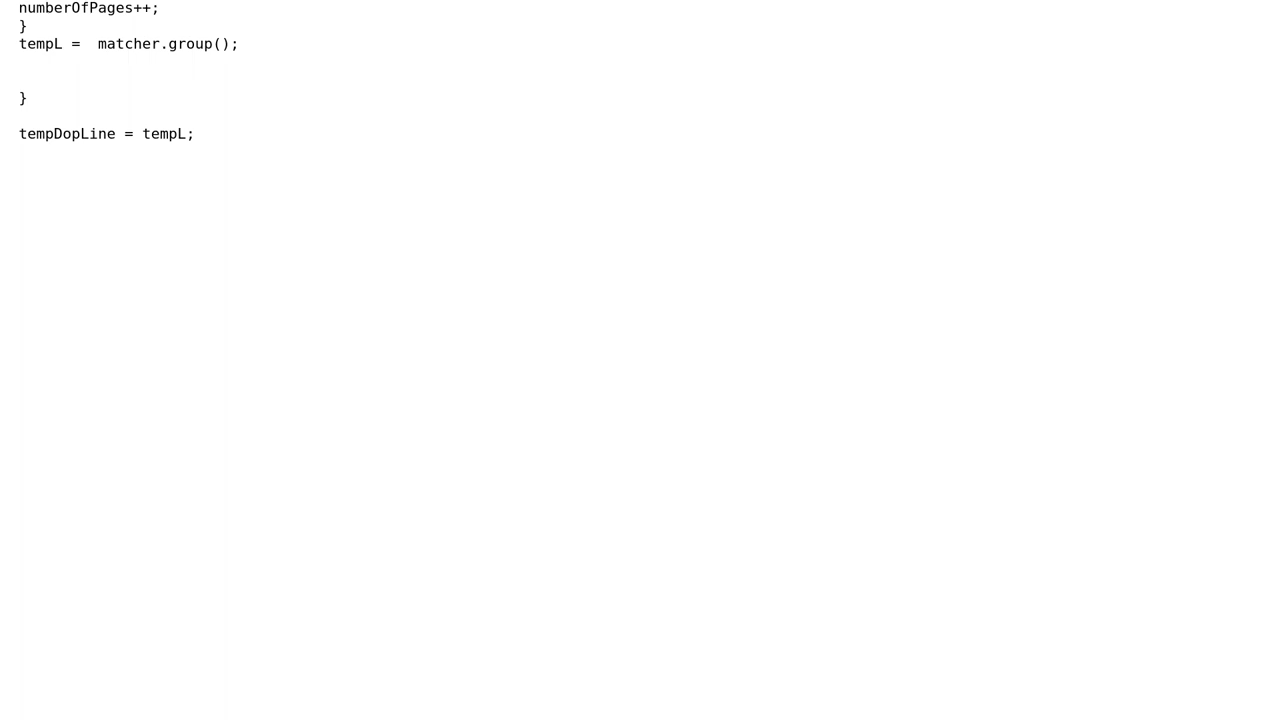 numberOfPages++;
}
tempL =  matcher.group();
}
tempDopLine = tempL;